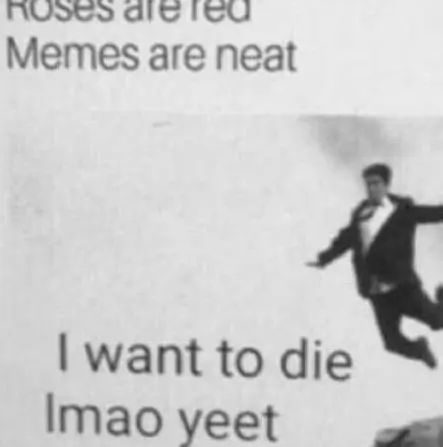 Roses are red
Memes are neat
I want to die
lmao yeet